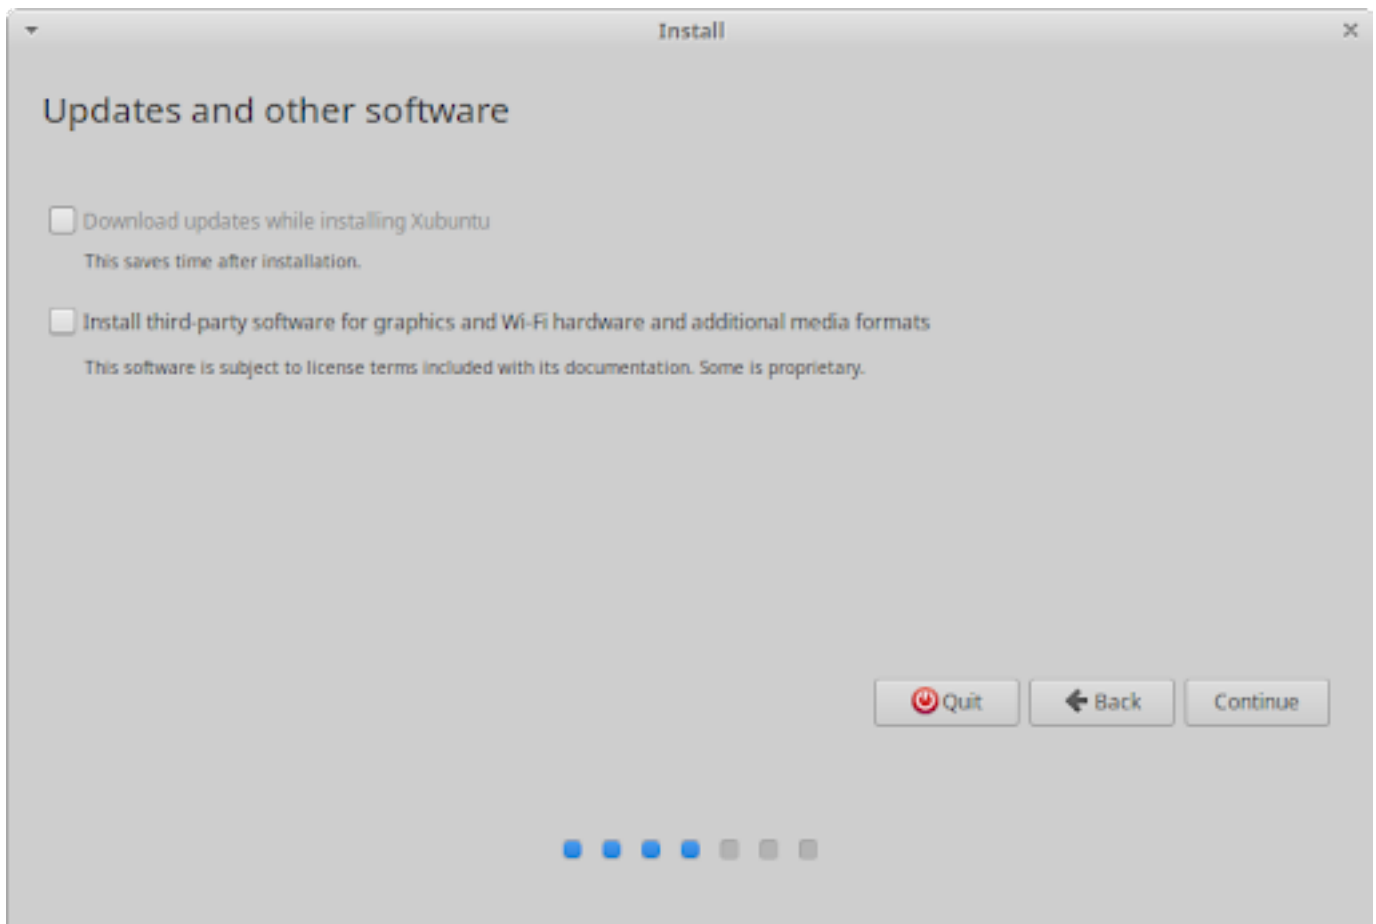 Install
Updates and other software
Download updates while installing Xubuntu
This saves time after installation.
Install third-party software for graphics and Wi-Fi hardware and additional media formats
This software is subject to license terms included with its documentation. Some is proprietary.
Quit Back Continue